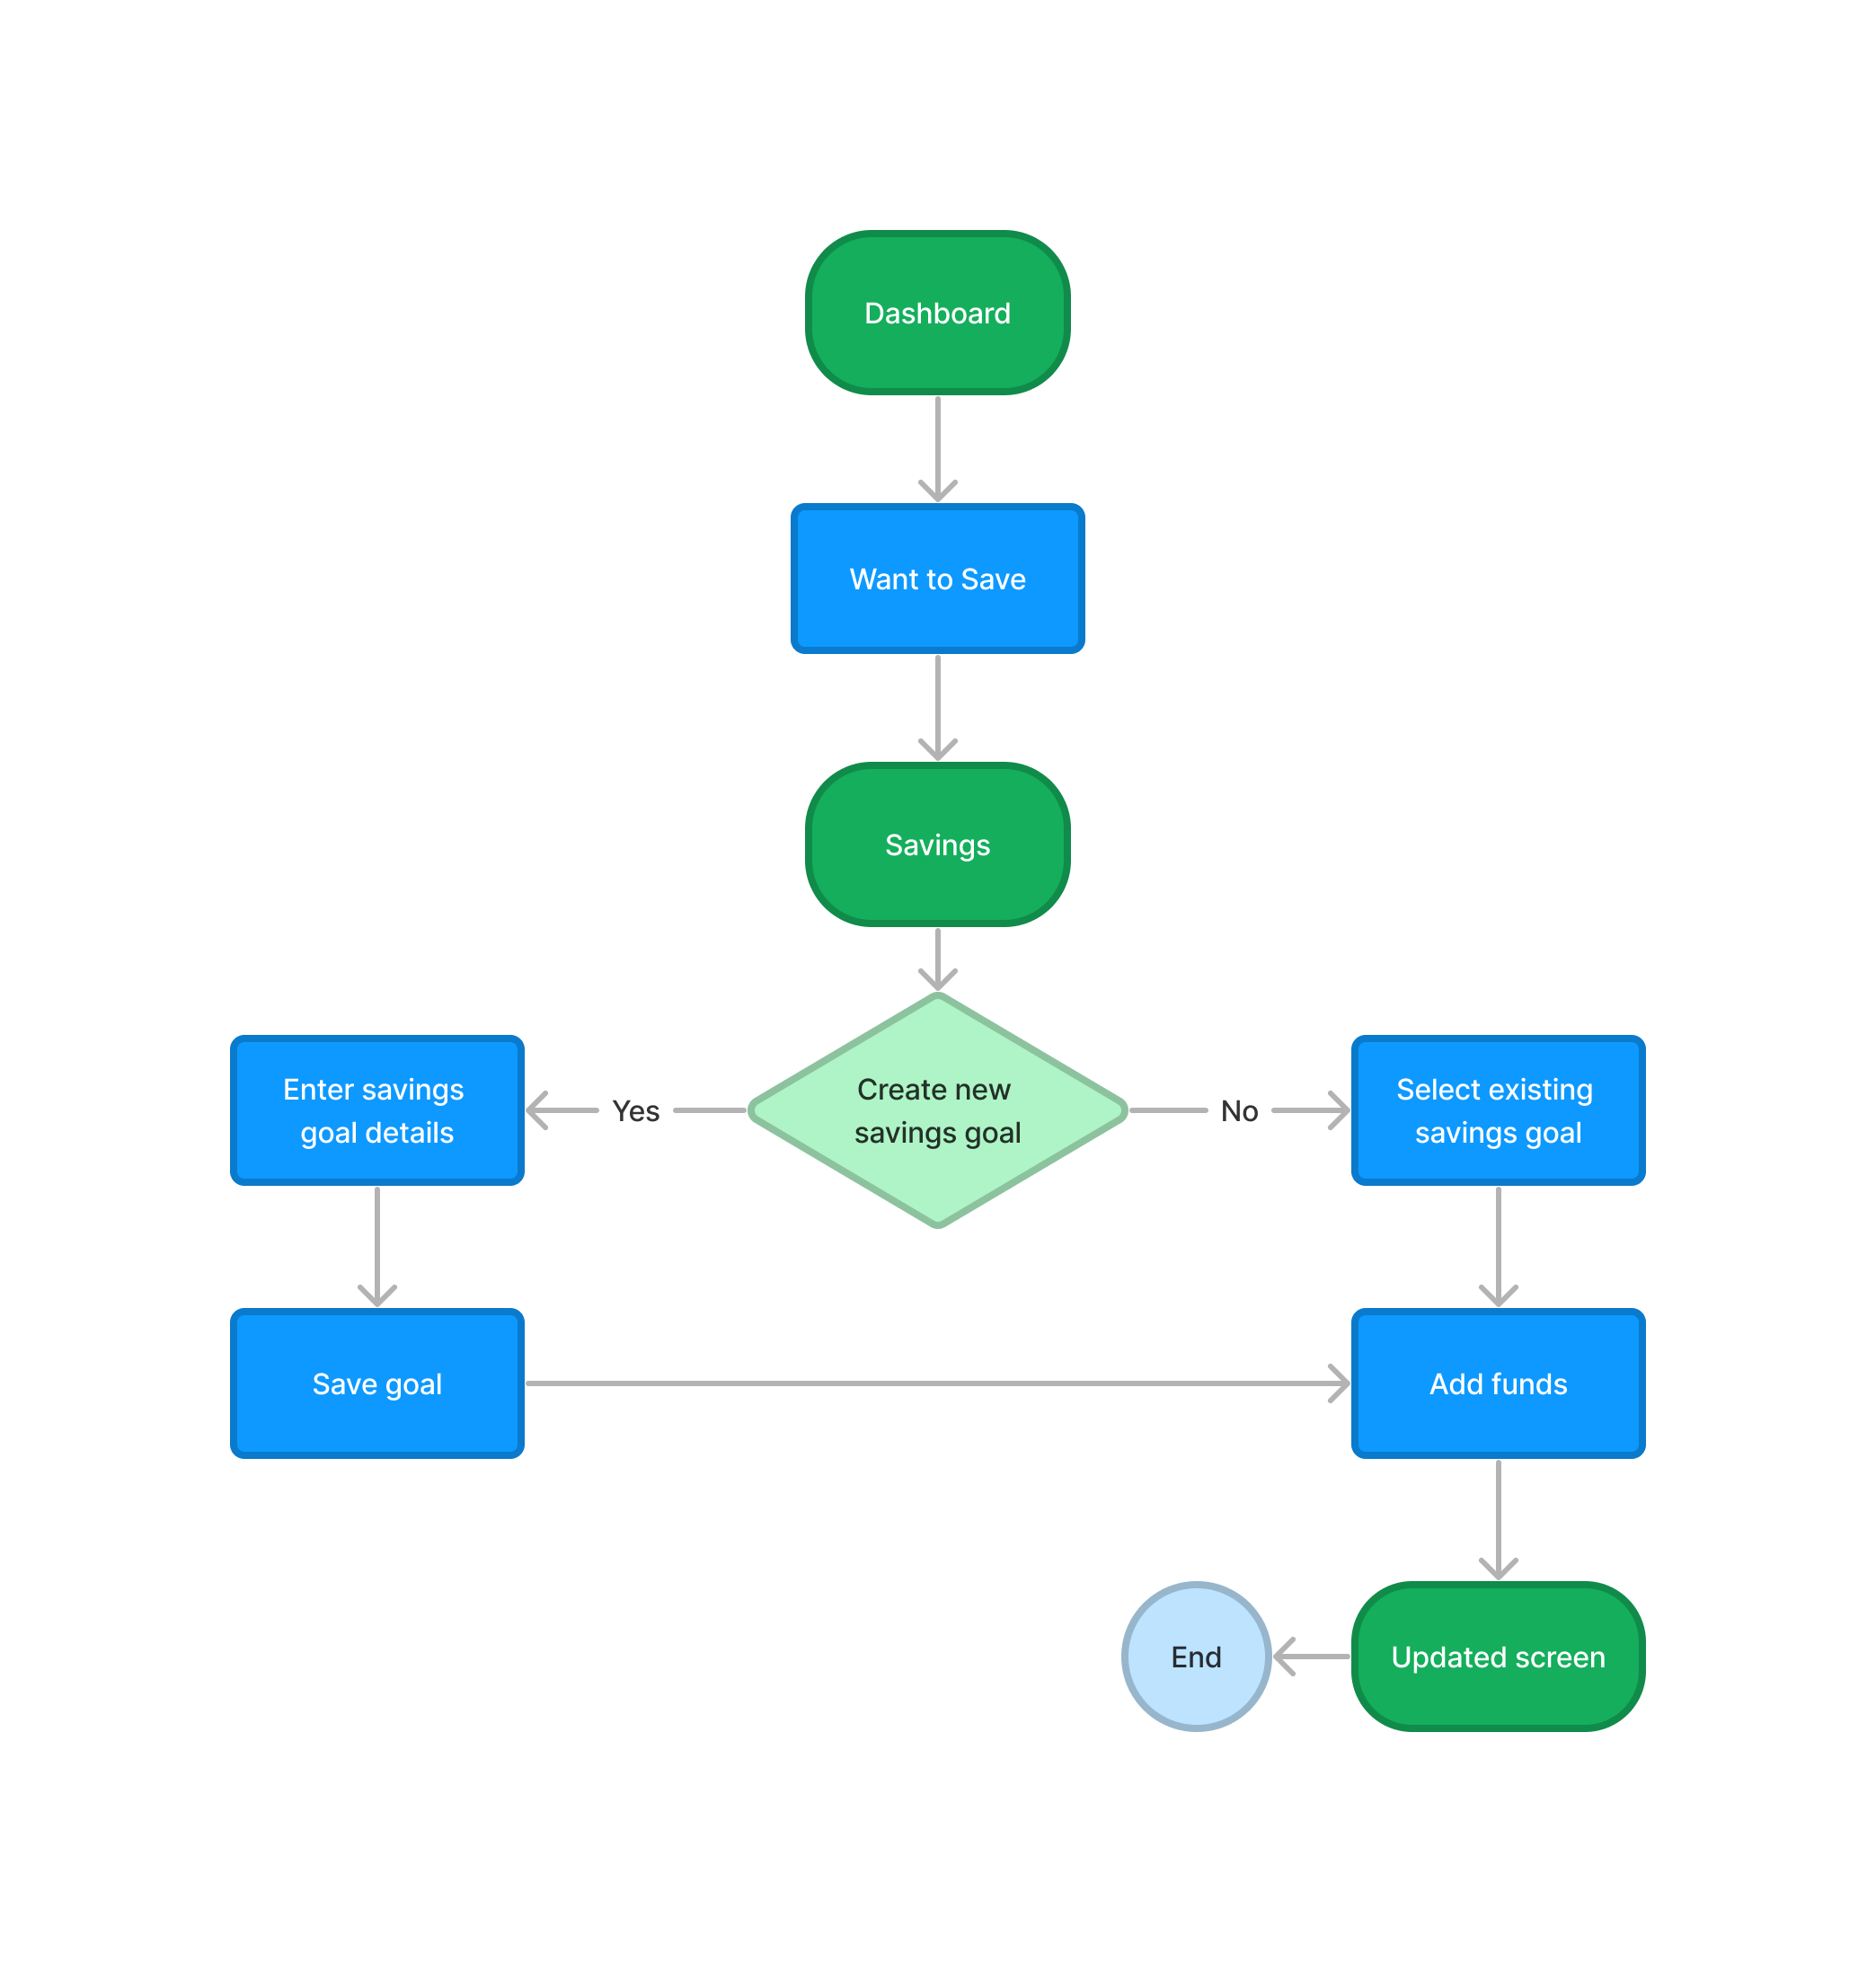 Dashboard
Want to Save
Savings
Create new
savings goal
Yes
No
Enter savings
goal details
Select existing
savings goal
Save goal
Add funds
Updated screen
End